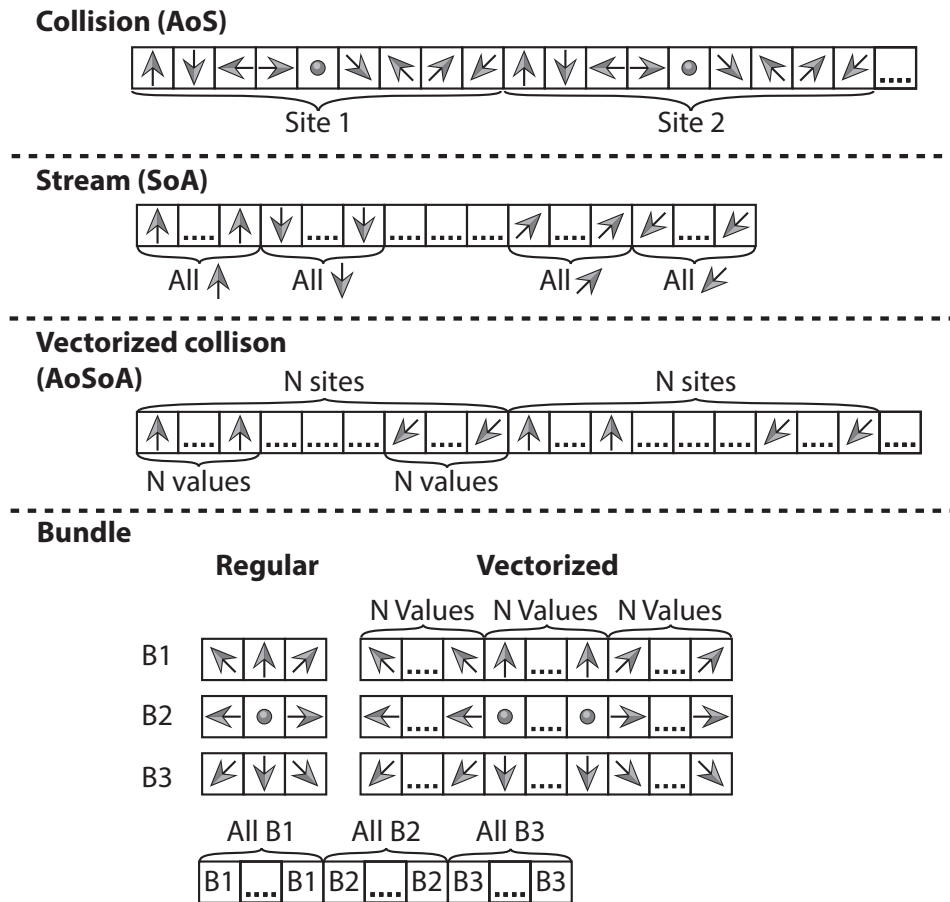 Collision (AoS)
....
Site 1 Site 2
Stream (SoA)
.... .... .... .... .... .... ....
All All All All
Vectorized collison
(AoSoA) N sites N sites
.... .... .... .... .... .... .... .... .... .... ....
N values N values
Bundle
Regular Vectorized
N Values N Values N Values
B1 .... .... ....
B2 .... .... ....
B3 .... .... ....
All B1 All B2 All B3
B1 .... B1 B2 .... B2 B3 .... B3